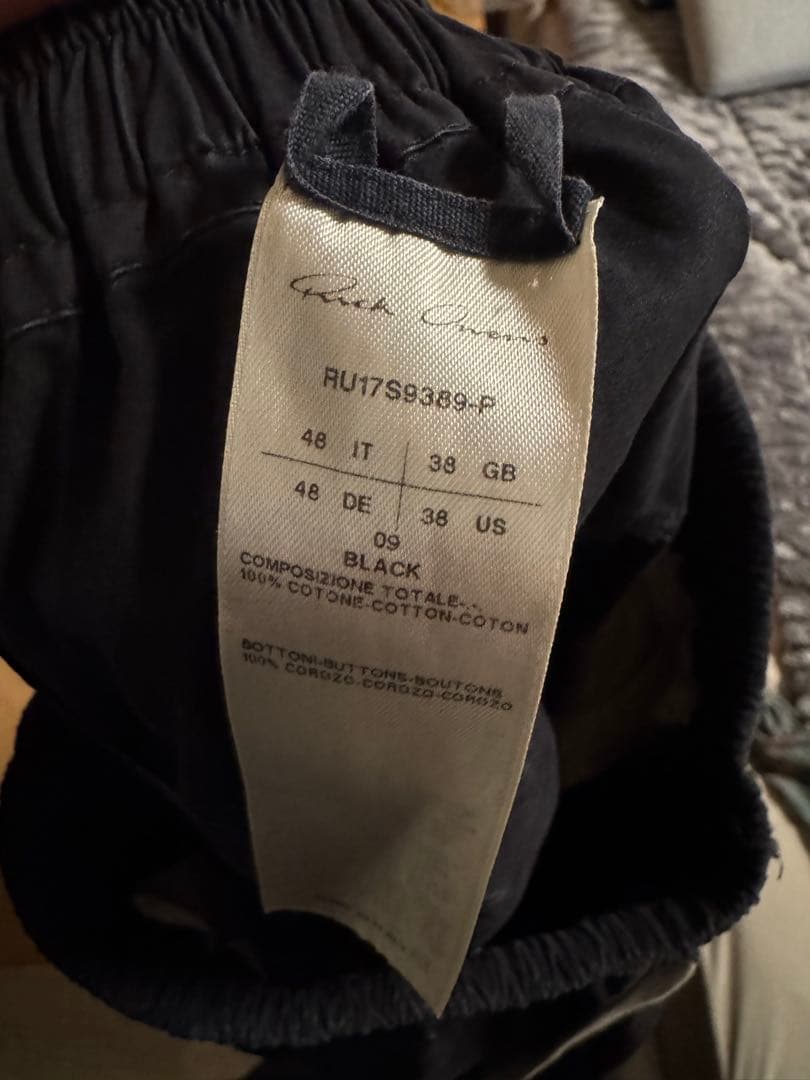 Rick Owens
RU17S9389-P
48 IT 38 GB
48 DE 38 US
09
BLACK
COMPOSIZIONE TOTALE-..
100% COTONE-COTTON-COTON
BOTTONI-BUTTONS-BOUTONS
100% COROZO-COROZO-COROZO